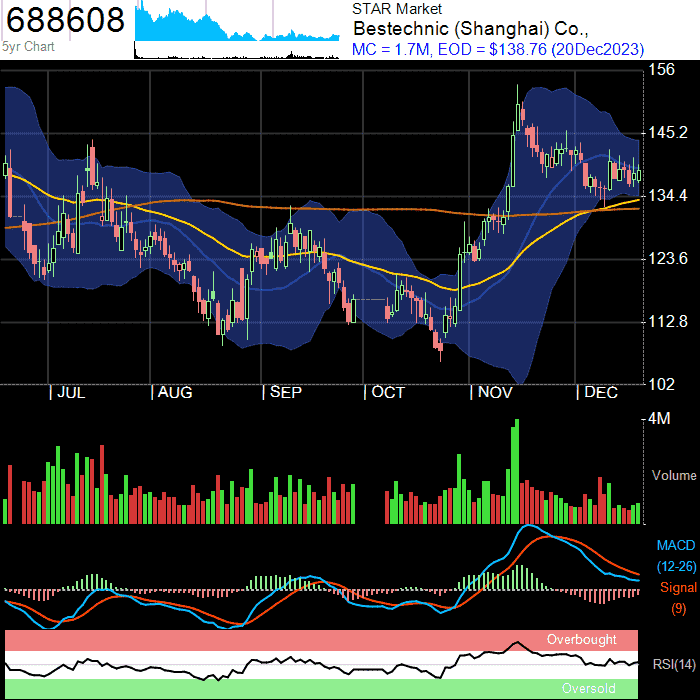 688608
5yr Chart
STAR Market
Bestechnic (Shanghai) Co.,
MC = 1.7M, EOD = $138.76 (20Dec2023)
156
145.2
134.4
123.6
112.8
102
| JUL | AUG | SEP | OCT | NOV | DEC
4M
Volume
MACD
(12-26)
Signal
(9)
Overbought
RSI(14)
Oversold